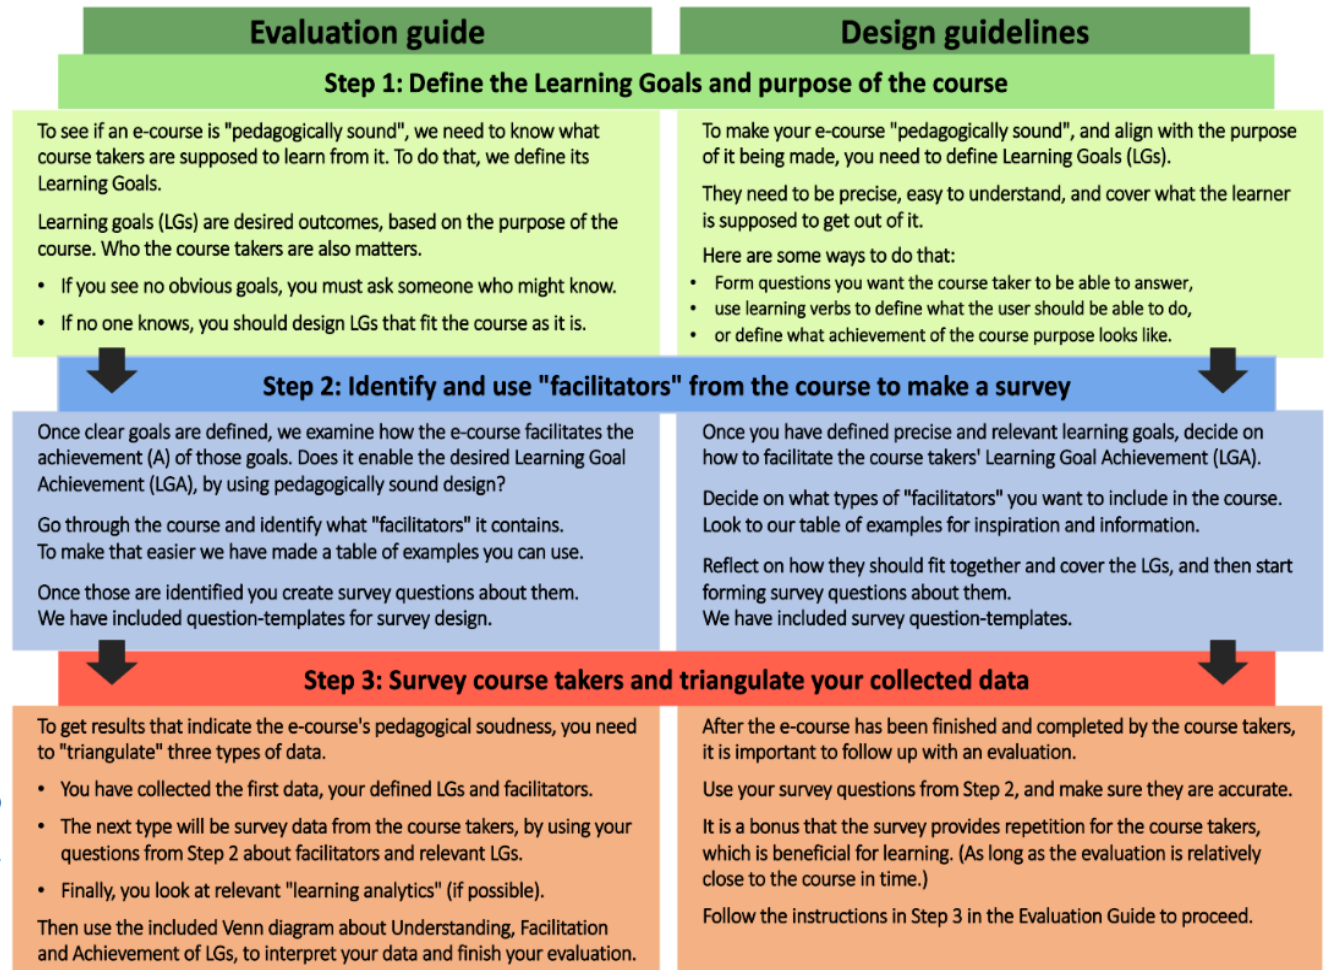 Evaluation guide
Design guidelines
Step 1: Define the Learning Goals and purpose of the course
To see if an e-course is "pedagogically sound", we need to know what
course takers are supposed to learn from it. To do that, we define its
Learning Goals.
Learning goals (LGs) are desired outcomes, based on the purpose of the
course. Who the course takers are also matters.
• If you see no obvious goals, you must ask someone who might know.
• If no one knows, you should design LGs that fit the course as it is.
To make your e-course "pedagogically sound", and align with the purpose
of it being made, you need to define Learning Goals (LGs).
They need to be precise, easy to understand, and cover what the learner
is supposed to get out of it.
Here are some ways to do that:
• Form questions you want the course taker to be able to answer,
• use learning verbs to define what the user should be able to do,
• or define what achievement of the course purpose looks like.
Step 2: Identify and use "facilitators" from the course to make a survey
Once clear goals are defined, we examine how the e-course facilitates the
achievement (A) of those goals. Does it enable the desired Learning Goal
Achievement (LGA), by using pedagogically sound design?
Go through the course and identify what "facilitators" it contains.
To make that easier we have made a table of examples you can use.
Once those are identified you create survey questions about them.
We have included question-templates for survey design.
Once you have defined precise and relevant learning goals, decide on
how to facilitate the course takers' Learning Goal Achievement (LGA).
Decide on what types of "facilitators" you want to include in the course.
Look to our table of examples for inspiration and information.
Reflect on how they should fit together and cover the LGs, and then start
forming survey questions about them.
We have included survey question-templates.
Step 3: Survey course takers and triangulate your collected data
To get results that indicate the e-course's pedagogical soudness, you need
to "triangulate" three types of data.
• You have collected the first data, your defined LGs and facilitators.
• The next type will be survey data from the course takers, by using your
questions from Step 2 about facilitators and relevant LGs.
• Finally, you look at relevant "learning analytics" (if possible).
Then use the included Venn diagram about Understanding, Facilitation
and Achievement of LGs, to interpret your data and finish your evaluation.
After the e-course has been finished and completed by the course takers,
it is important to follow up with an evaluation.
Use your survey questions from Step 2, and make sure they are accurate.
It is a bonus that the survey provides repetition for the course takers,
which is beneficial for learning. (As long as the evaluation is relatively
close to the course in time.)
Follow the instructions in Step 3 in the Evaluation Guide to proceed.